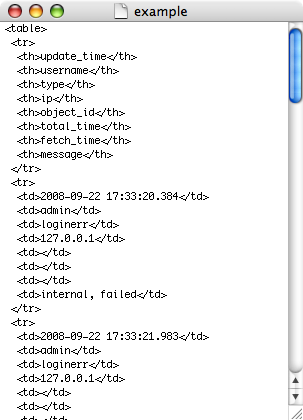 example
<table>
<tr>
<th>update_time</th>
<th>username</th>
<th>type</th>
<th>ip</th>
<th>object_id</th>
<th>total_time</th>
<th>fetch_time</th>
<th>message</th>
</tr>
<tr>
<td>2008-09-22 17:33:20.384</td>
<td>admin</td>
<td>loginerr</td>
<td>127.0.0.1</td>
<td></td>
<td></td>
<td></td>
<td>internal, failed</td>
</tr>
<tr>
<td>2008-09-22 17:33:21.983</td>
<td>admin</td>
<td>loginerr</td>
<td>127.0.0.1</td>
<td></td>
<td></td>
<td></td>